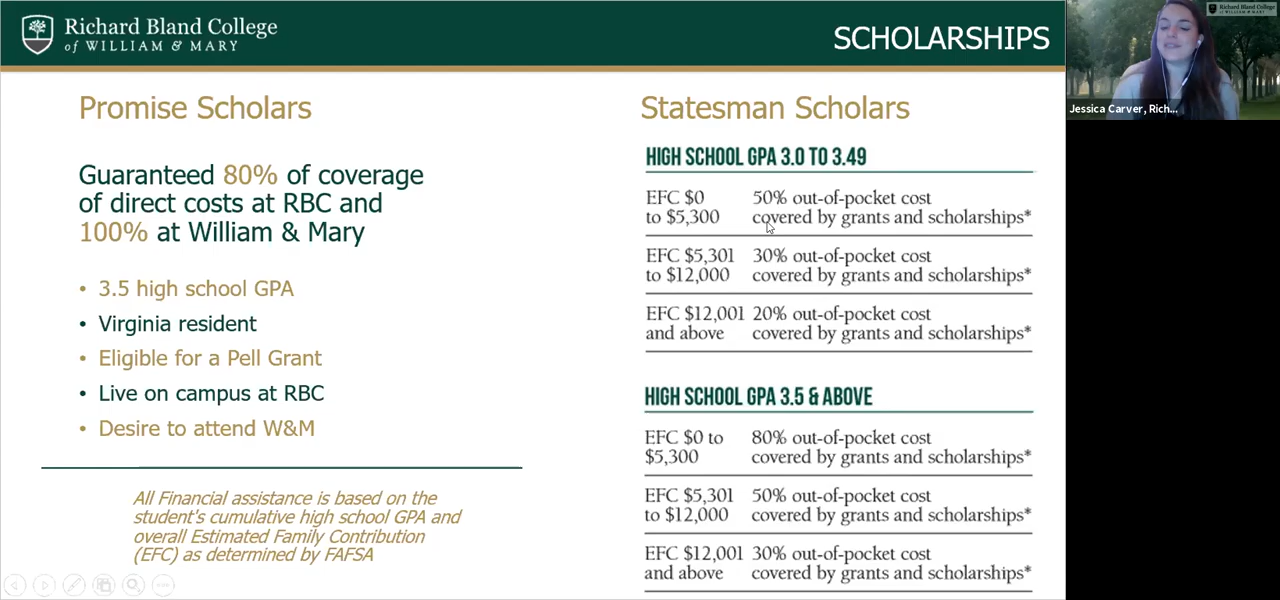 Richard Bland College
of WILLIAM & MARY
SCHOLARSHIPS
Promise Scholars
Guaranteed 80% of coverage
of direct costs at RBC and
100% at William & Mary
• 3.5 high school GPA
• Virginia resident
• Eligible for a Pell Grant
• Live on campus at RBC
• Desire to attend W&M
All Financial assistance is based on the
student's cumulative high school GPA and
overall Estimated Family Contribution
(EFC) as determined by FAFSA
Statesman Scholars
HIGH SCHOOL GPA 3.0 TO 3.49
EFC $0 50% out-of-pocket cost
to $5,300 covered by grants and scholarships*
EFC $5,301 30% out-of-pocket cost
to $12,000 covered by grants and scholarships*
EFC $12,001 20% out-of-pocket cost
and above covered by grants and scholarships*
HIGH SCHOOL GPA 3.5 & ABOVE
EFC $0 to 80% out-of-pocket cost
$5,300 covered by grants and scholarships*
EFC $5,301 50% out-of-pocket cost
to $12,000 covered by grants and scholarships*
EFC $12,001 30% out-of-pocket cost
and above covered by grants and scholarships*
Richard Bland College
Jessica Carver, Rich...